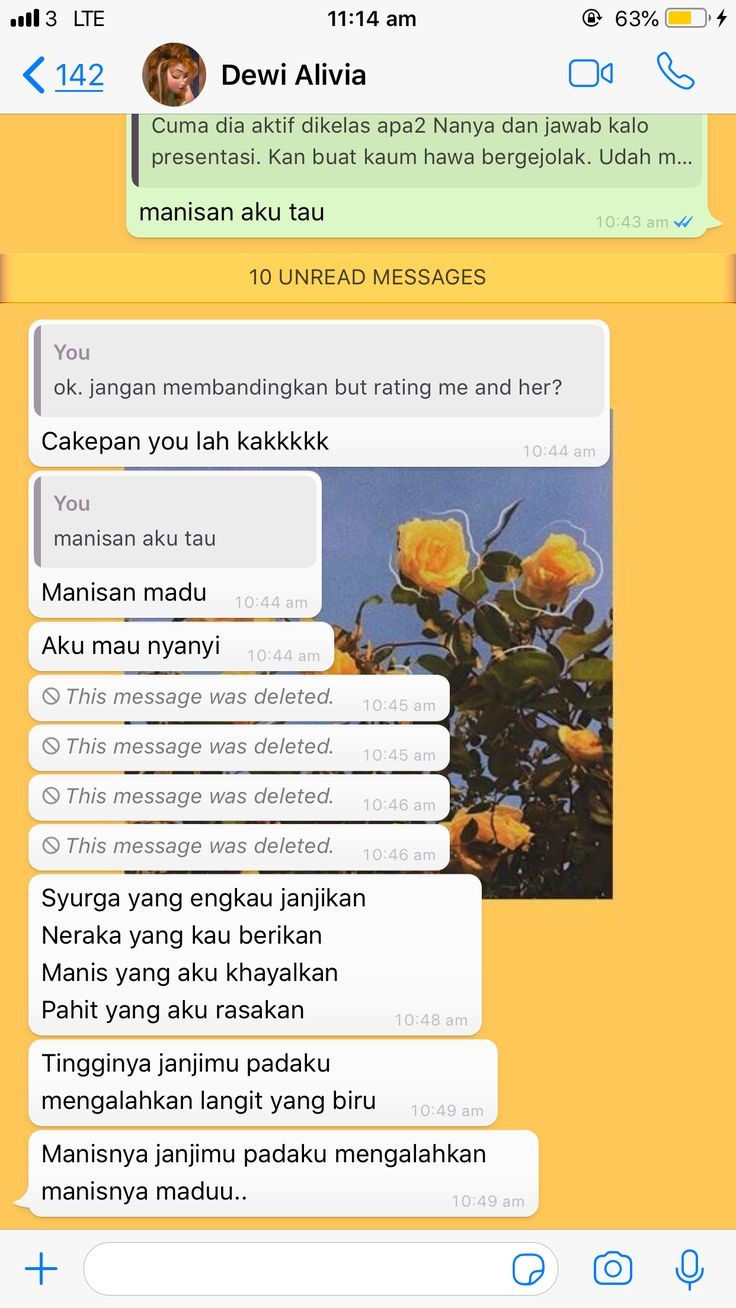 3 LTE
11:14 am
63%
142
Dewi Alivia
Cuma dia aktif dikelas apa2 Nanya dan jawab kalo
presentasi. Kan buat kaum hawa bergejolak. Udah m...
manisan aku tau
10:43 am
10 UNREAD MESSAGES
You
ok. jangan membandingkan but rating me and her?
Cakepan you lah kakkkkk
10:44 am
You
manisan aku tau
Manisan madu
10:44 am
Aku mau nyanyi
10:44 am
This message was deleted.
10:45 am
This message was deleted.
10:45 am
This message was deleted.
10:46 am
This message was deleted.
10:46 am
Syurga yang engkau janjikan
Neraka yang kau berikan
Manis yang aku khayalkan
Pahit yang aku rasakan
10:48 am
Tingginya janjimu padaku
mengalahkan langit yang biru
10:49 am
Manisnya janjimu padaku mengalahkan
manisnya maduu..
10:49 am